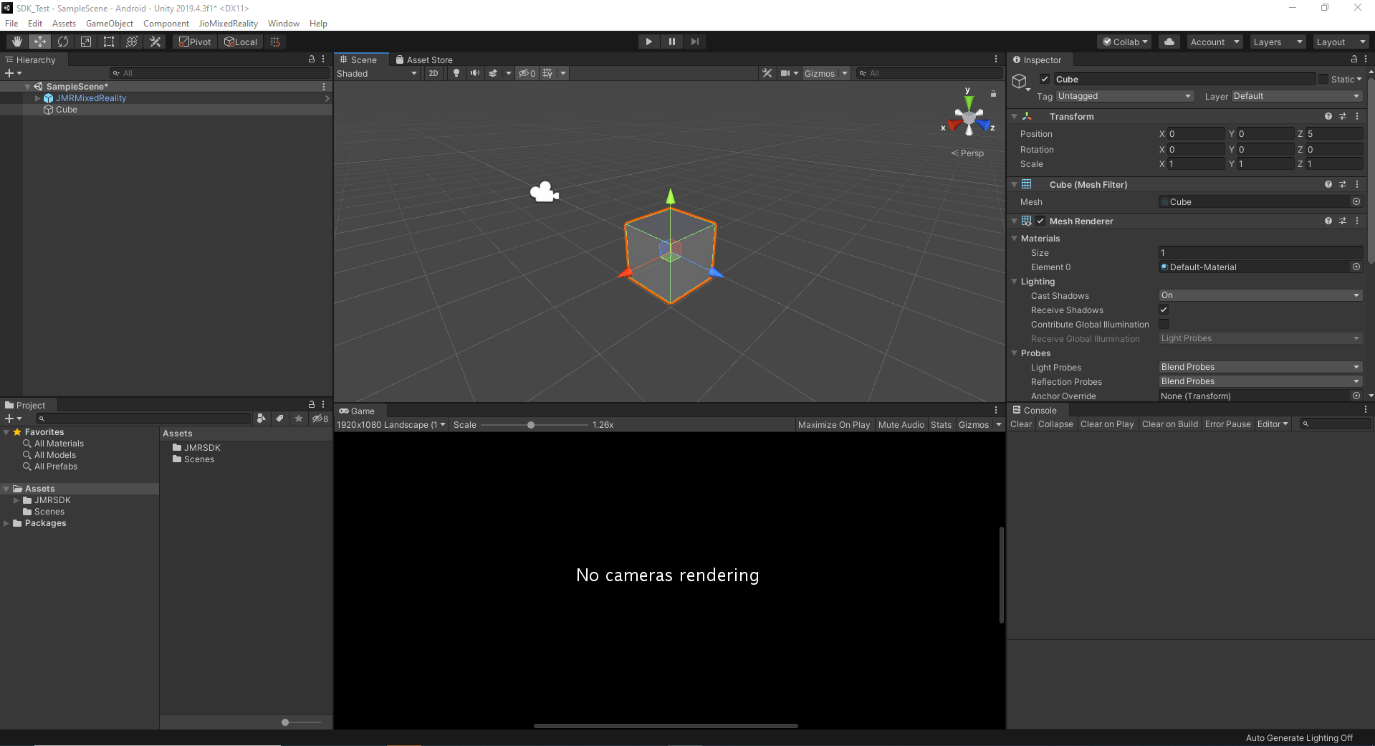 SDK_Test - SampleScene - Android - Unity 2019.4.3f1* <DX11>
File Edit Assets GameObject Component JioMixedReality Window Help
Pivot Local Collab Account Layers Layout
Hierarchy
All
SampleScene*
JMRMixedReality
Cube
Scene Asset Store
Shaded 2D 0 Gizmos All
y
x z
Persp
Inspector
Cube Static
Tag Untagged Layer Default
Transform
Position X 0 Y 0 Z 5
Rotation X 0 Y 0 Z 0
Scale X 1 Y 1 Z 1
Cube (Mesh Filter)
Mesh Cube
Mesh Renderer
Materials
Size 1
Element 0 Default-Material
Lighting
Cast Shadows On
Receive Shadows
Contribute Global Illumination
Receive Global Illumination Light Probes
Probes
Light Probes Blend Probes
Reflection Probes Blend Probes
Anchor Override None (Transform)
Project
8
Favorites
All Materials
All Models
All Prefabs
Assets
JMRSDK
Scenes
Packages
Assets
JMRSDK
Scenes
Game
1920x1080 Landscape (1 Scale 1.26x Maximize On Play Mute Audio Stats Gizmos
No cameras rendering
Console
Clear Collapse Clear on Play Clear on Build Error Pause Editor
Auto Generate Lighting Off